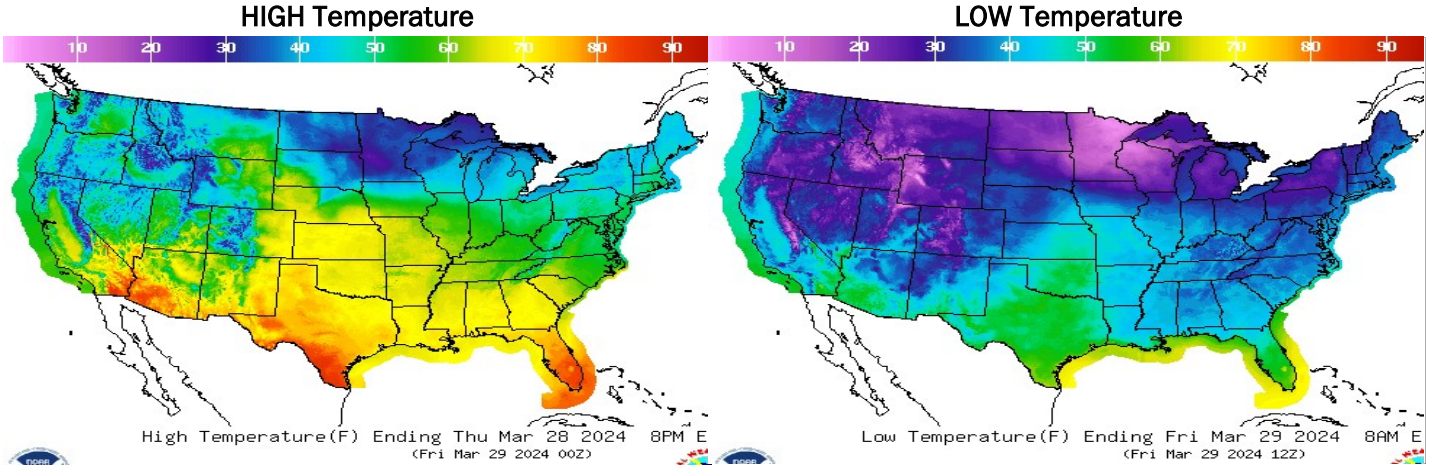 HIGH Temperature
10 20 30 40 50 60 70 80 90
High Temperature(F) Ending Thu Mar 28 2024 8PM E
(Fri Mar 29 2024 00Z)
noaa
LOW Temperature
10 20 30 40 50 60 70 80 90
Low Temperature(F) Ending Fri Mar 29 2024 8AM E
(Fri Mar 29 2024 12Z)
noaa